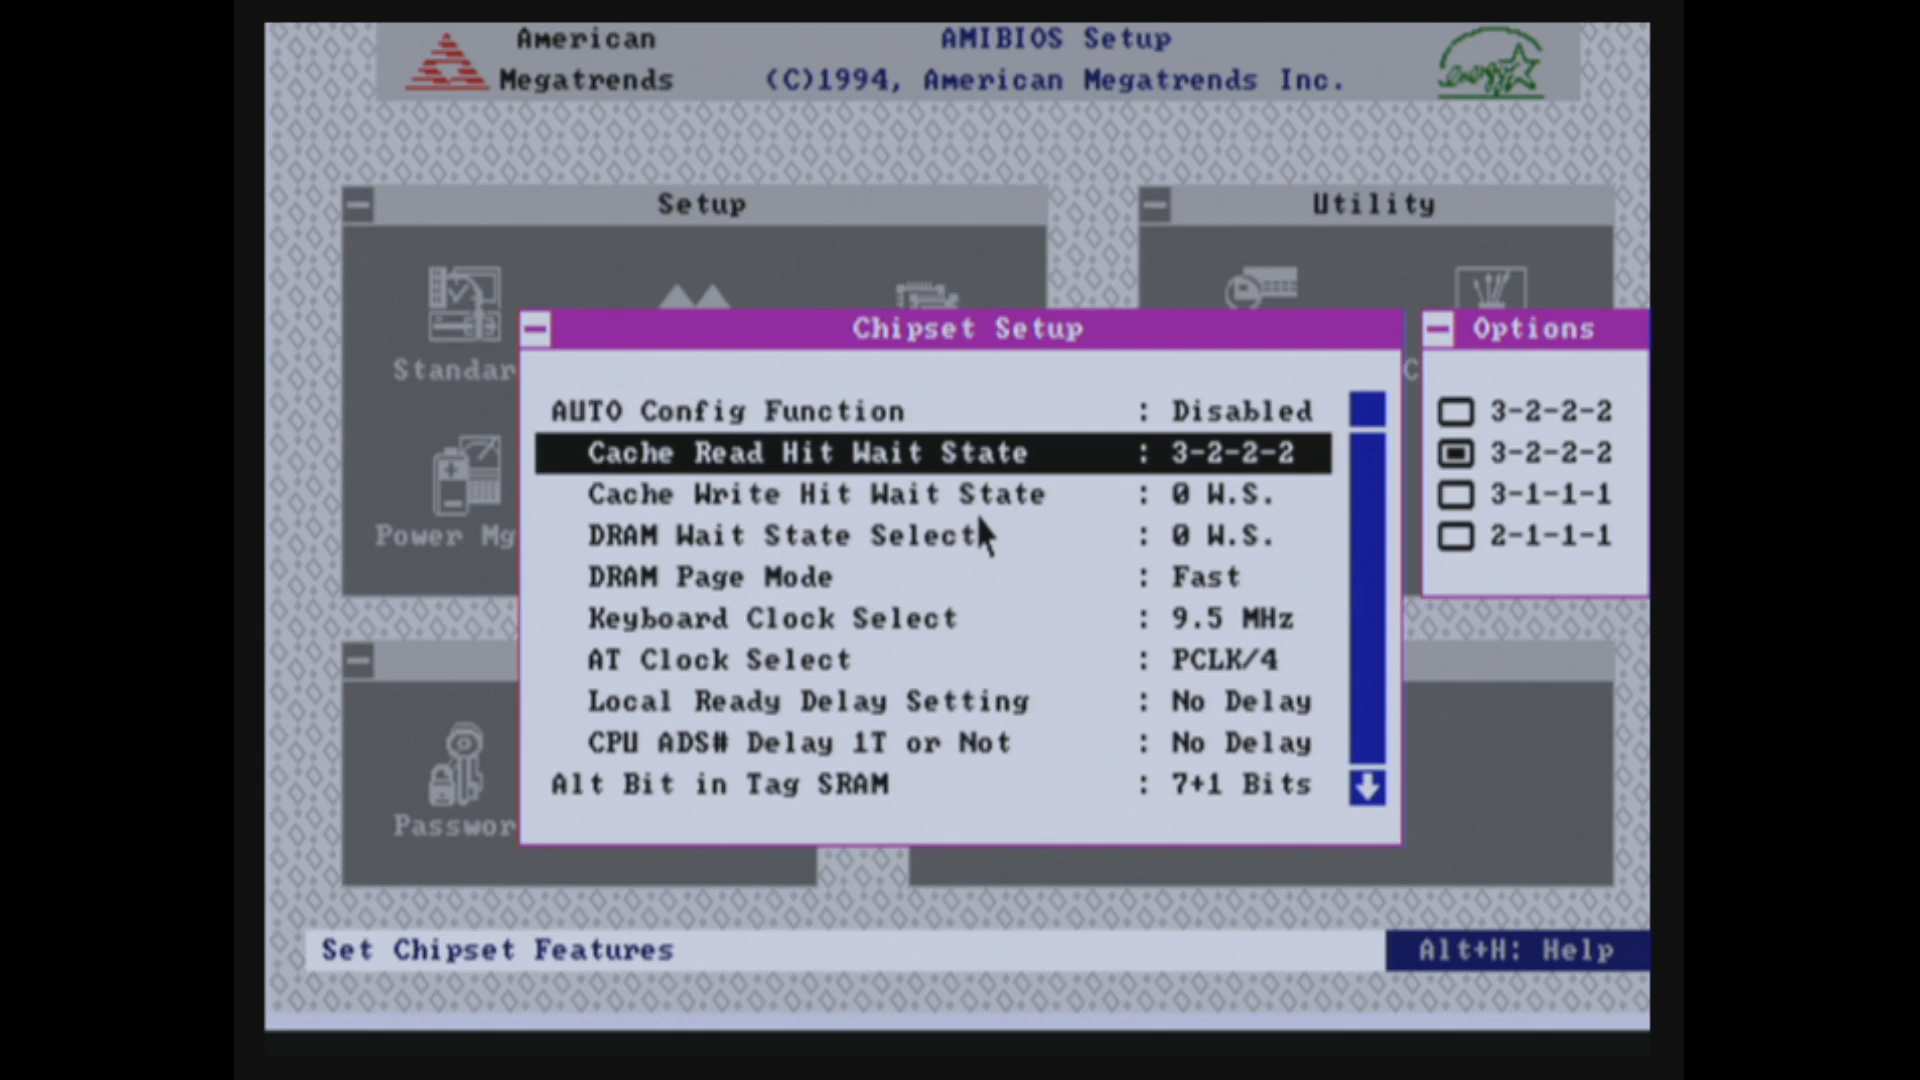 American
Megatrends
AMIBIOS Setup
(C)1994, American Megatrends Inc.
Setup
Utility
Standar
Power Mg
Passwor
C
Chipset Setup
AUTO Config Function : Disabled
Cache Read Hit Wait State : 3-2-2-2
Cache Write Hit Wait State : 0 W.S.
DRAM Wait State Select : 0 W.S.
DRAM Page Mode : Fast
Keyboard Clock Select : 9.5 MHz
AT Clock Select : PCLK/4
Local Ready Delay Setting : No Delay
CPU ADS# Delay 1T or Not : No Delay
Alt Bit in Tag SRAM : 7+1 Bits
Options
3-2-2-2
3-2-2-2
3-1-1-1
2-1-1-1
Set Chipset Features
Alt+H: Help